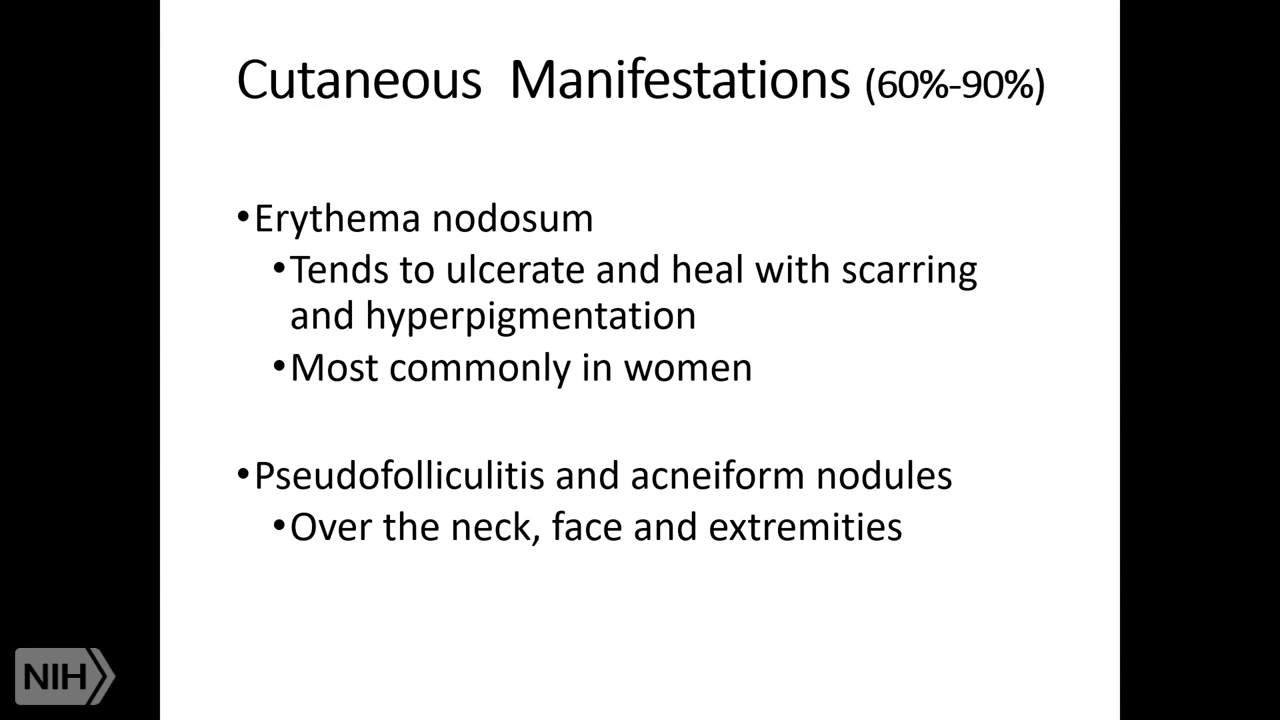 Cutaneous Manifestations (60%-90%)
•Erythema nodosum
•Tends to ulcerate and heal with scarring
and hyperpigmentation
•Most commonly in women
•Pseudofolliculitis and acneiform nodules
•Over the neck, face and extremities
NIH